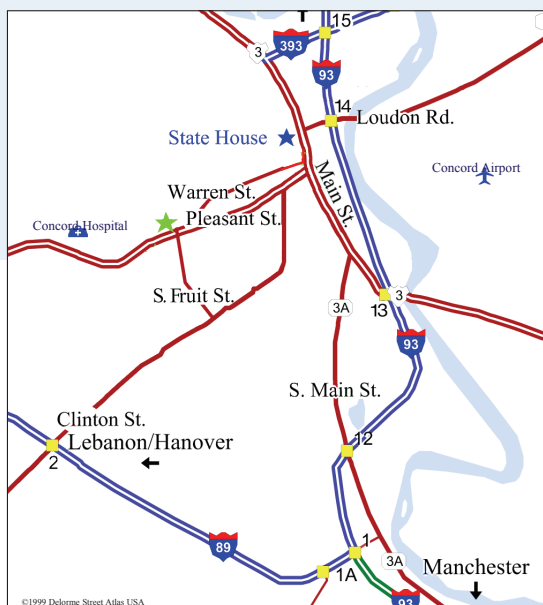 15
3
393
93
14
Loudon Rd.
State House
Main St.
Concord Airport
Warren St.
Concord Hospital
Pleasant St.
S. Fruit St.
3
13
3A
93
S. Main St.
Clinton St.
12
Lebanon/Hanover
2
1
89
3A
1A
Manchester
93
©1999 Delorme Street Atlas USA